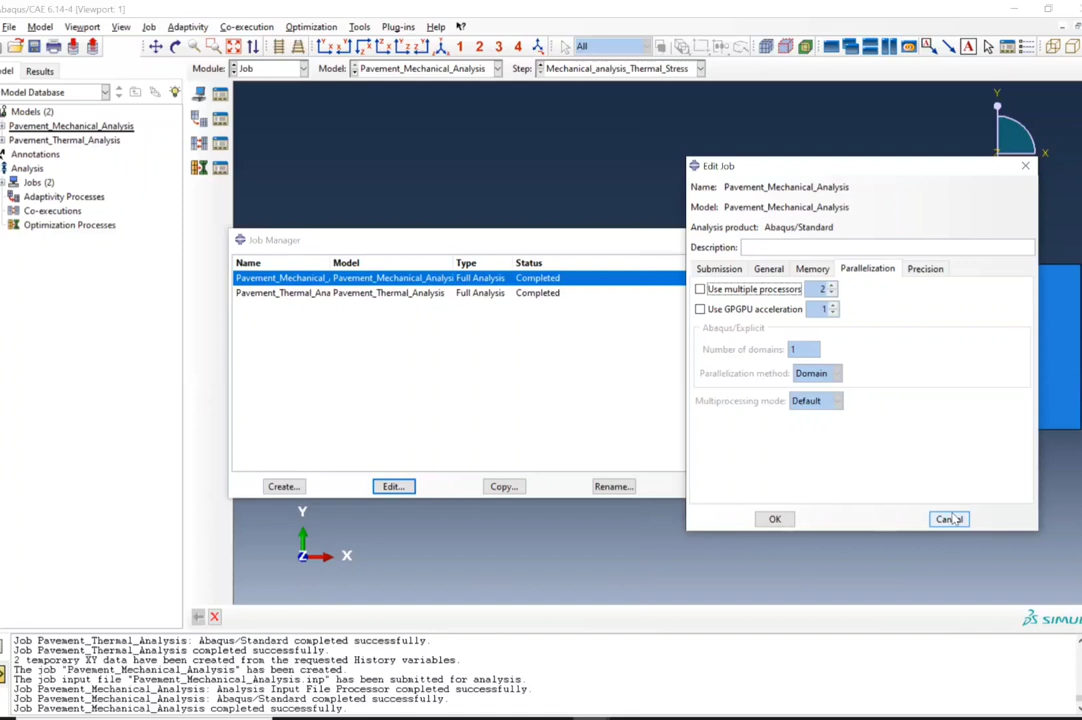 Abaqus/CAE 6.14-4 [Viewport: 1]
File Model Viewport View Job Adaptivity Co-execution Optimization Tools Plug-ins Help
1 2 3 4 All A
odel Results Module: Job Model: Pavement_Mechanical_Analysis Step: Mechanical_analysis_Thermal_Stress
Model Database
Models (2)
Pavement_Mechanical_Analysis
Pavement_Thermal_Analysis
Annotations
Analysis
Jobs (2)
Adaptivity Processes
Co-executions
Optimization Processes
Y
X
Z
Job Manager
Name Model Type Status
Pavement_Mechanical_ Pavement_Mechanical_Analysi Full Analysis Completed
Pavement_Thermal_Ana Pavement_Thermal_Analysis Full Analysis Completed
Create... Edit... Copy... Rename...
Edit Job
Name: Pavement_Mechanical_Analysis
Model: Pavement_Mechanical_Analysis
Analysis product: Abaqus/Standard
Description:
Submission General Memory Parallelization Precision
Use multiple processors 2
Use GPGPU acceleration 1
Abaqus/Explicit
Number of domains: 1
Parallelization method: Domain
Multiprocessing mode: Default
OK Cancel
Y
Z X
SIMU
Job Pavement_Thermal_Analysis: Abaqus/Standard completed successfully.
Job Pavement_Thermal_Analysis completed successfully.
2 temporary XY data have been created from the requested History variables.
The job "Pavement_Mechanical_Analysis" has been created.
The job input file "Pavement_Mechanical_Analysis.inp" has been submitted for analysis.
Job Pavement_Mechanical_Analysis: Analysis Input File Processor completed successfully.
Job Pavement_Mechanical_Analysis: Abaqus/Standard completed successfully.
Job Pavement_Mechanical_Analysis completed successfully.